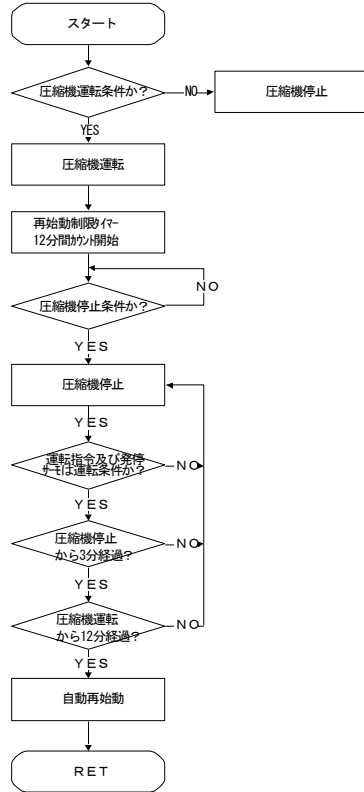 スタート
圧縮機運転条件か?
NO
圧縮機停止
YES
圧縮機運転
再始動制限タイマー
12分間カウント開始
NO
圧縮機停止条件か?
YES
圧縮機停止
YES
運転指令及び発停
サーモは運転条件か?
NO
YES
圧縮機停止
から3分経過?
NO
YES
圧縮機運転
から12分経過?
NO
YES
自動再始動
RET